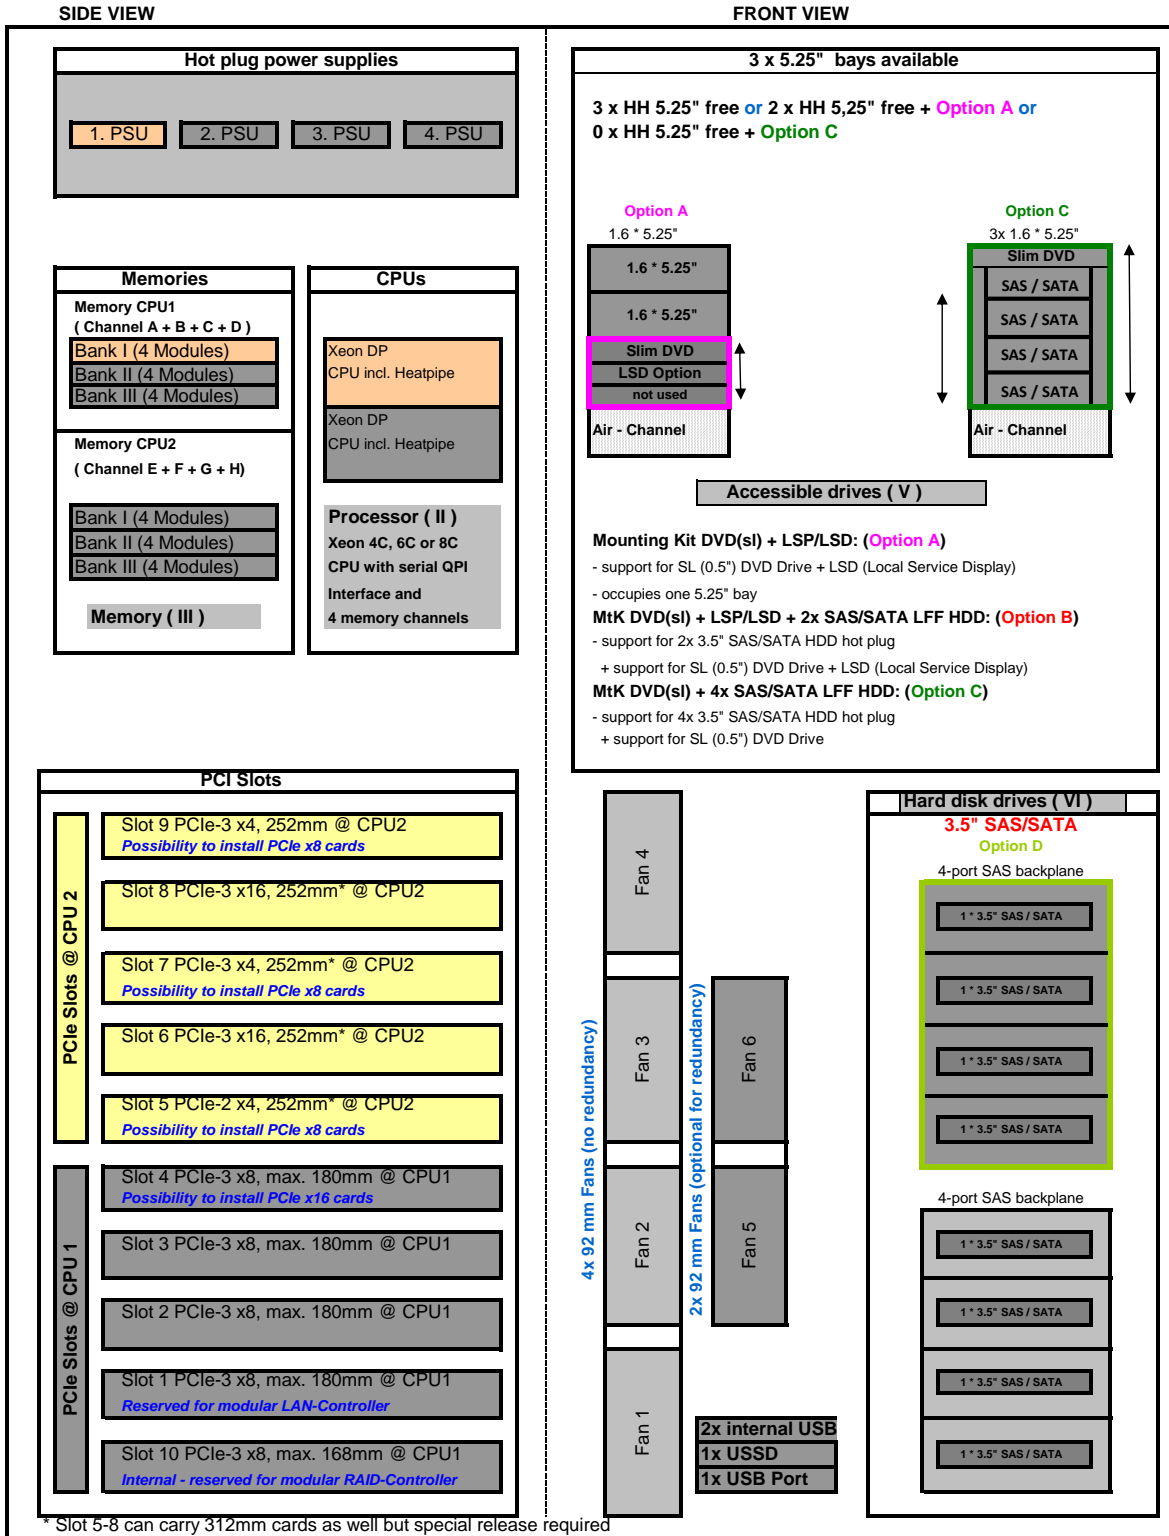 SIDE VIEW
FRONT VIEW
Hot plug power supplies
1. PSU
2. PSU
3. PSU
4. PSU
Memories
Memory CPU1
( Channel A + B + C + D )
Bank I (4 Modules)
Bank II (4 Modules)
Bank III (4 Modules)
Memory CPU2
( Channel E + F + G + H)
Bank I (4 Modules)
Bank II (4 Modules)
Bank III (4 Modules)
Memory ( III )
CPUs
Xeon DP
CPU incl. Heatpipe
Xeon DP
CPU incl. Heatpipe
Processor ( II )
Xeon 4C, 6C or 8C
CPU with serial QPI
Interface and
4 memory channels
3 x 5.25" bays available
3 x HH 5.25" free or 2 x HH 5,25" free + Option A or
0 x HH 5.25" free + Option C
Option A
1.6 * 5.25"
1.6 * 5.25"
1.6 * 5.25"
Slim DVD
LSD Option
not used
Air - Channel
Option C
3x 1.6 * 5.25"
Slim DVD
SAS / SATA
SAS / SATA
SAS / SATA
SAS / SATA
Air - Channel
Accessible drives ( V )
Mounting Kit DVD(sl) + LSP/LSD: (Option A)
- support for SL (0.5") DVD Drive + LSD (Local Service Display)
- occupies one 5.25" bay
MtK DVD(sl) + LSP/LSD + 2x SAS/SATA LFF HDD: (Option B)
- support for 2x 3.5" SAS/SATA HDD hot plug
+ support for SL (0.5") DVD Drive + LSD (Local Service Display)
MtK DVD(sl) + 4x SAS/SATA LFF HDD: (Option C)
- support for 4x 3.5" SAS/SATA HDD hot plug
+ support for SL (0.5") DVD Drive
PCI Slots
PCIe Slots @ CPU 2
Slot 9 PCIe-3 x4, 252mm @ CPU2
Possibility to install PCIe x8 cards
Slot 8 PCIe-3 x16, 252mm* @ CPU2
Slot 7 PCIe-3 x4, 252mm* @ CPU2
Possibility to install PCIe x8 cards
Slot 6 PCIe-3 x16, 252mm* @ CPU2
Slot 5 PCIe-2 x4, 252mm* @ CPU2
Possibility to install PCIe x8 cards
PCIe Slots @ CPU 1
Slot 4 PCIe-3 x8, max. 180mm @ CPU1
Possibility to install PCIe x16 cards
Slot 3 PCIe-3 x8, max. 180mm @ CPU1
Slot 2 PCIe-3 x8, max. 180mm @ CPU1
Slot 1 PCIe-3 x8, max. 180mm @ CPU1
Reserved for modular LAN-Controller
Slot 10 PCIe-3 x8, max. 168mm @ CPU1
Internal - reserved for modular RAID-Controller
* Slot 5-8 can carry 312mm cards as well but special release required
4x 92 mm Fans (no redundancy)
Fan 4
Fan 3
Fan 2
Fan 1
2x 92 mm Fans (optional for redundancy)
Fan 6
Fan 5
2x internal USB
1x USSD
1x USB Port
Hard disk drives ( VI )
3.5" SAS/SATA
Option D
4-port SAS backplane
1 * 3.5" SAS / SATA
1 * 3.5" SAS / SATA
1 * 3.5" SAS / SATA
1 * 3.5" SAS / SATA
4-port SAS backplane
1 * 3.5" SAS / SATA
1 * 3.5" SAS / SATA
1 * 3.5" SAS / SATA
1 * 3.5" SAS / SATA